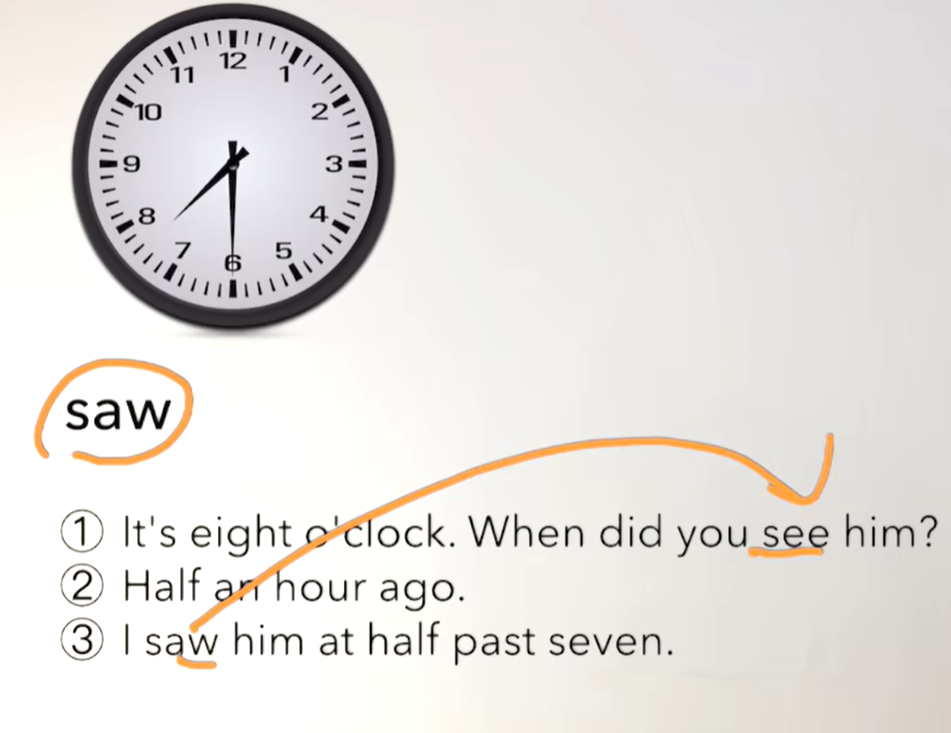 12
11 1
10 2
9 3
8 4
7 5
6
saw
① It's eight o'clock. When did you see him?
② Half an hour ago.
③ I saw him at half past seven.